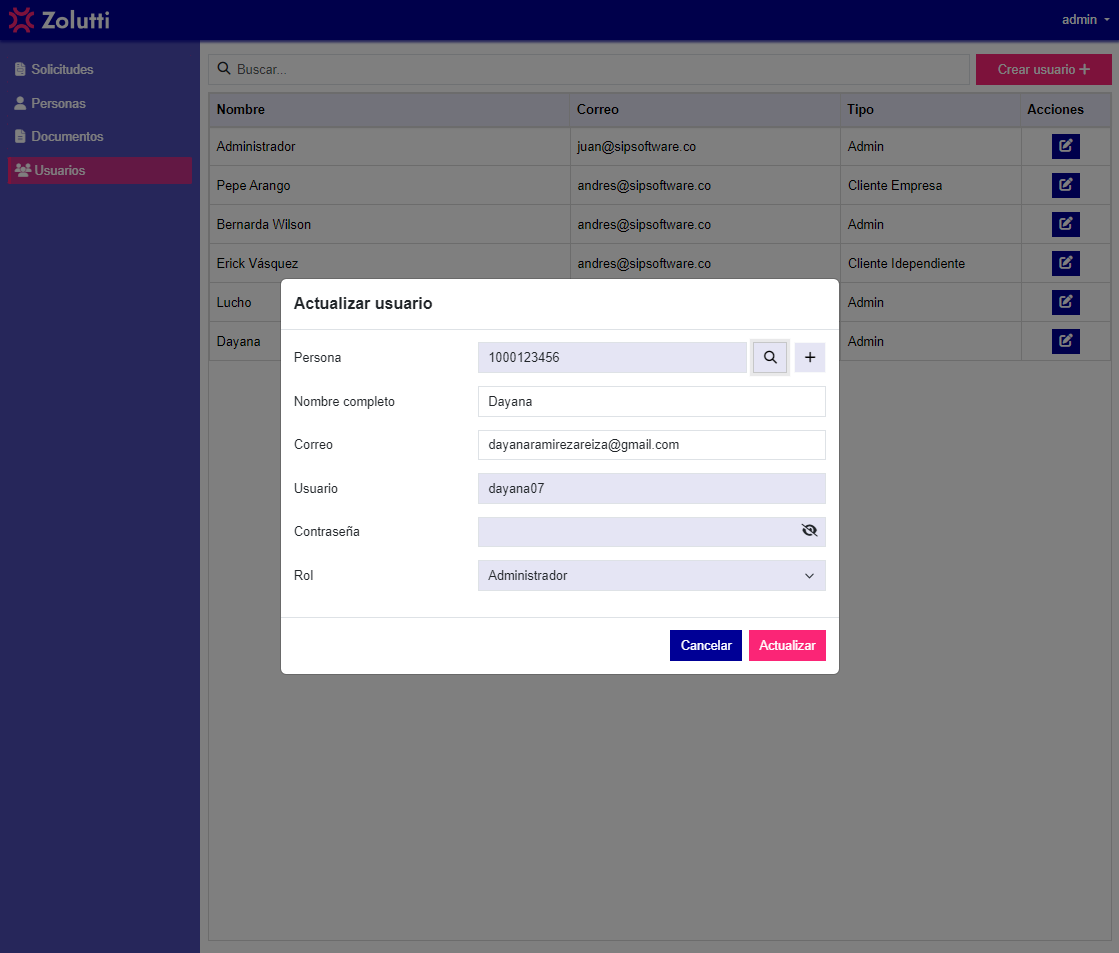 Zolutti
admin
Solicitudes
Personas
Documentos
Usuarios
Buscar...
Crear usuario +
Nombre Correo Tipo Acciones
Administrador juan@sipsoftware.co Admin
Pepe Arango andres@sipsoftware.co Cliente Empresa
Bernarda Wilson andres@sipsoftware.co Admin
Erick Vásquez andres@sipsoftware.co Cliente Idependiente
Lucho Admin
Dayana Admin
Actualizar usuario
Persona 1000123456 +
Nombre completo Dayana
Correo dayanaramirezareiza@gmail.com
Usuario dayana07
Contraseña
Rol Administrador
Cancelar Actualizar